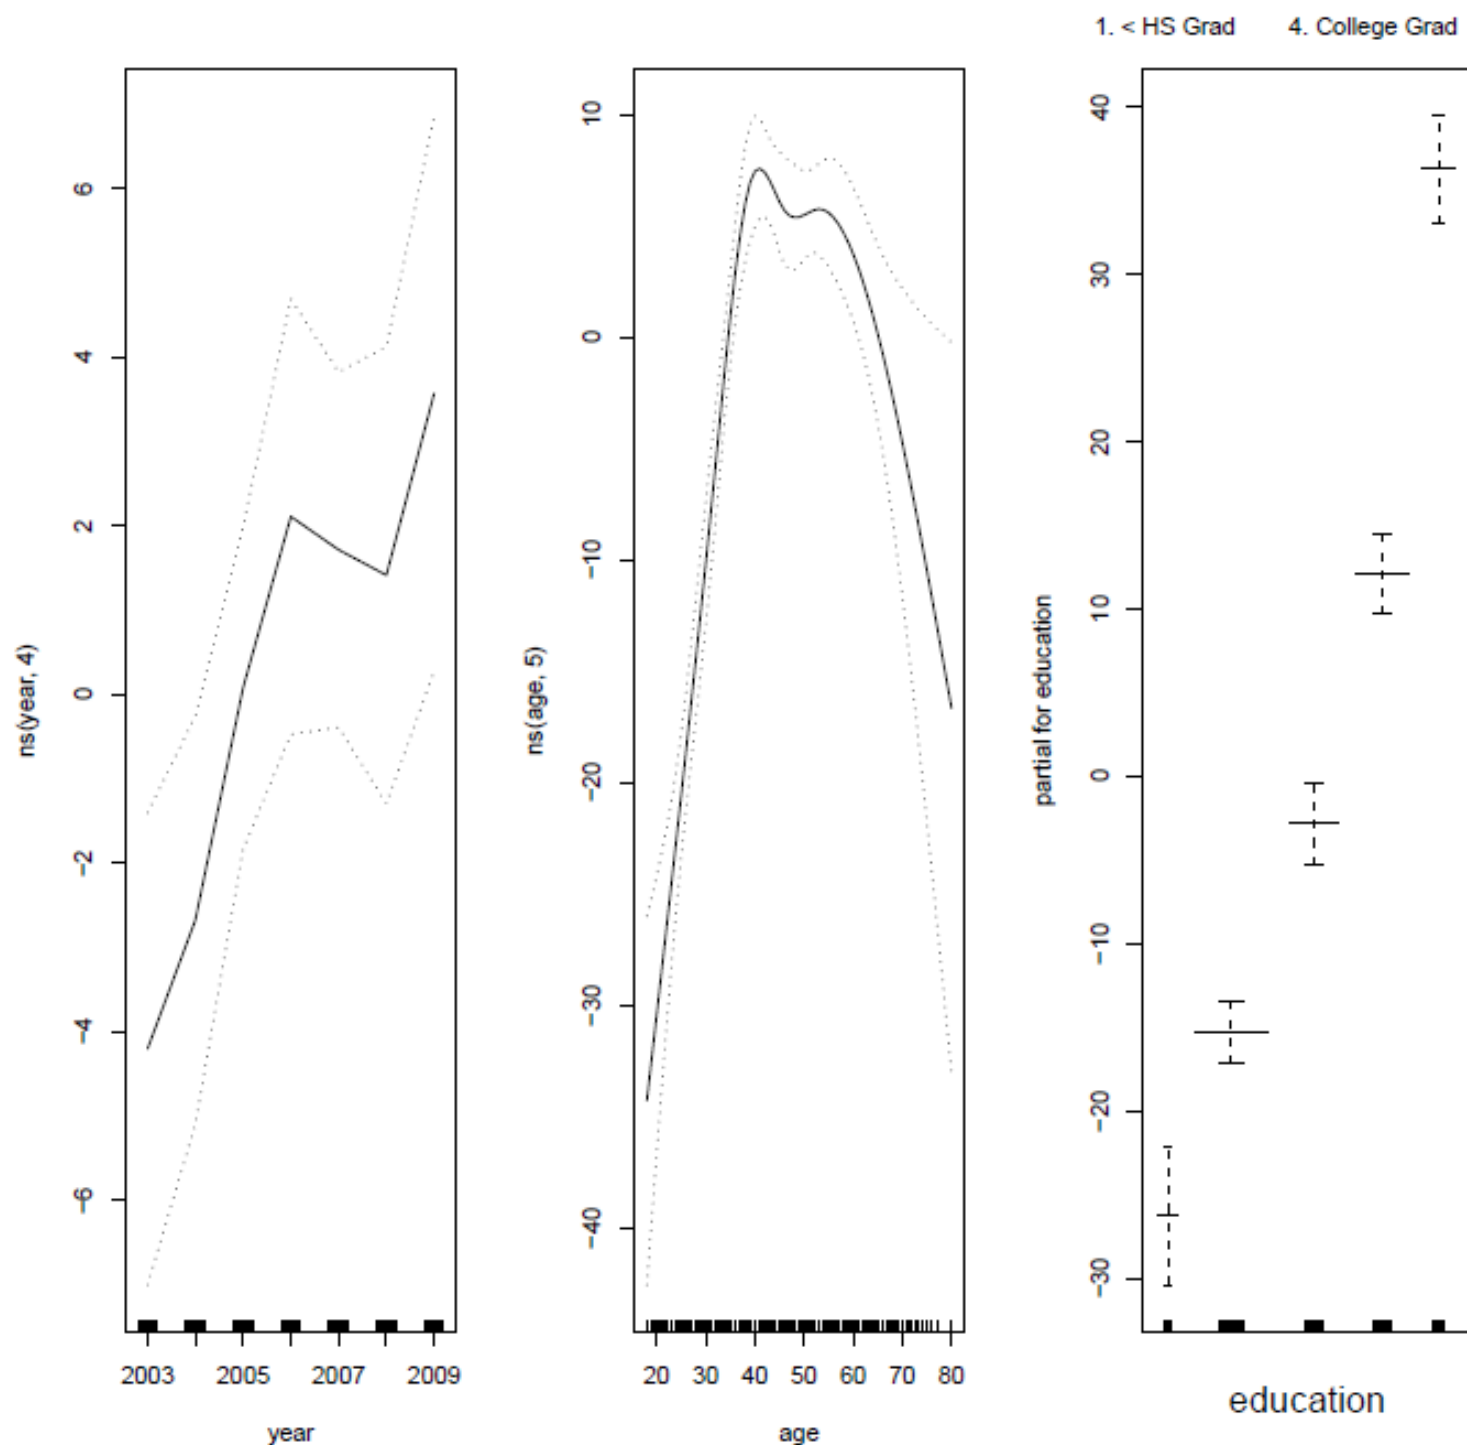 1. < HS Grad 4. College Grad
ns(year, 4)
6
4
2
0
−2
−4
−6
2003 2005 2007 2009
year
ns(age, 5)
10
0
−10
−20
−30
−40
20 30 40 50 60 70 80
age
partial for education
40
30
20
10
0
−10
−20
−30
education